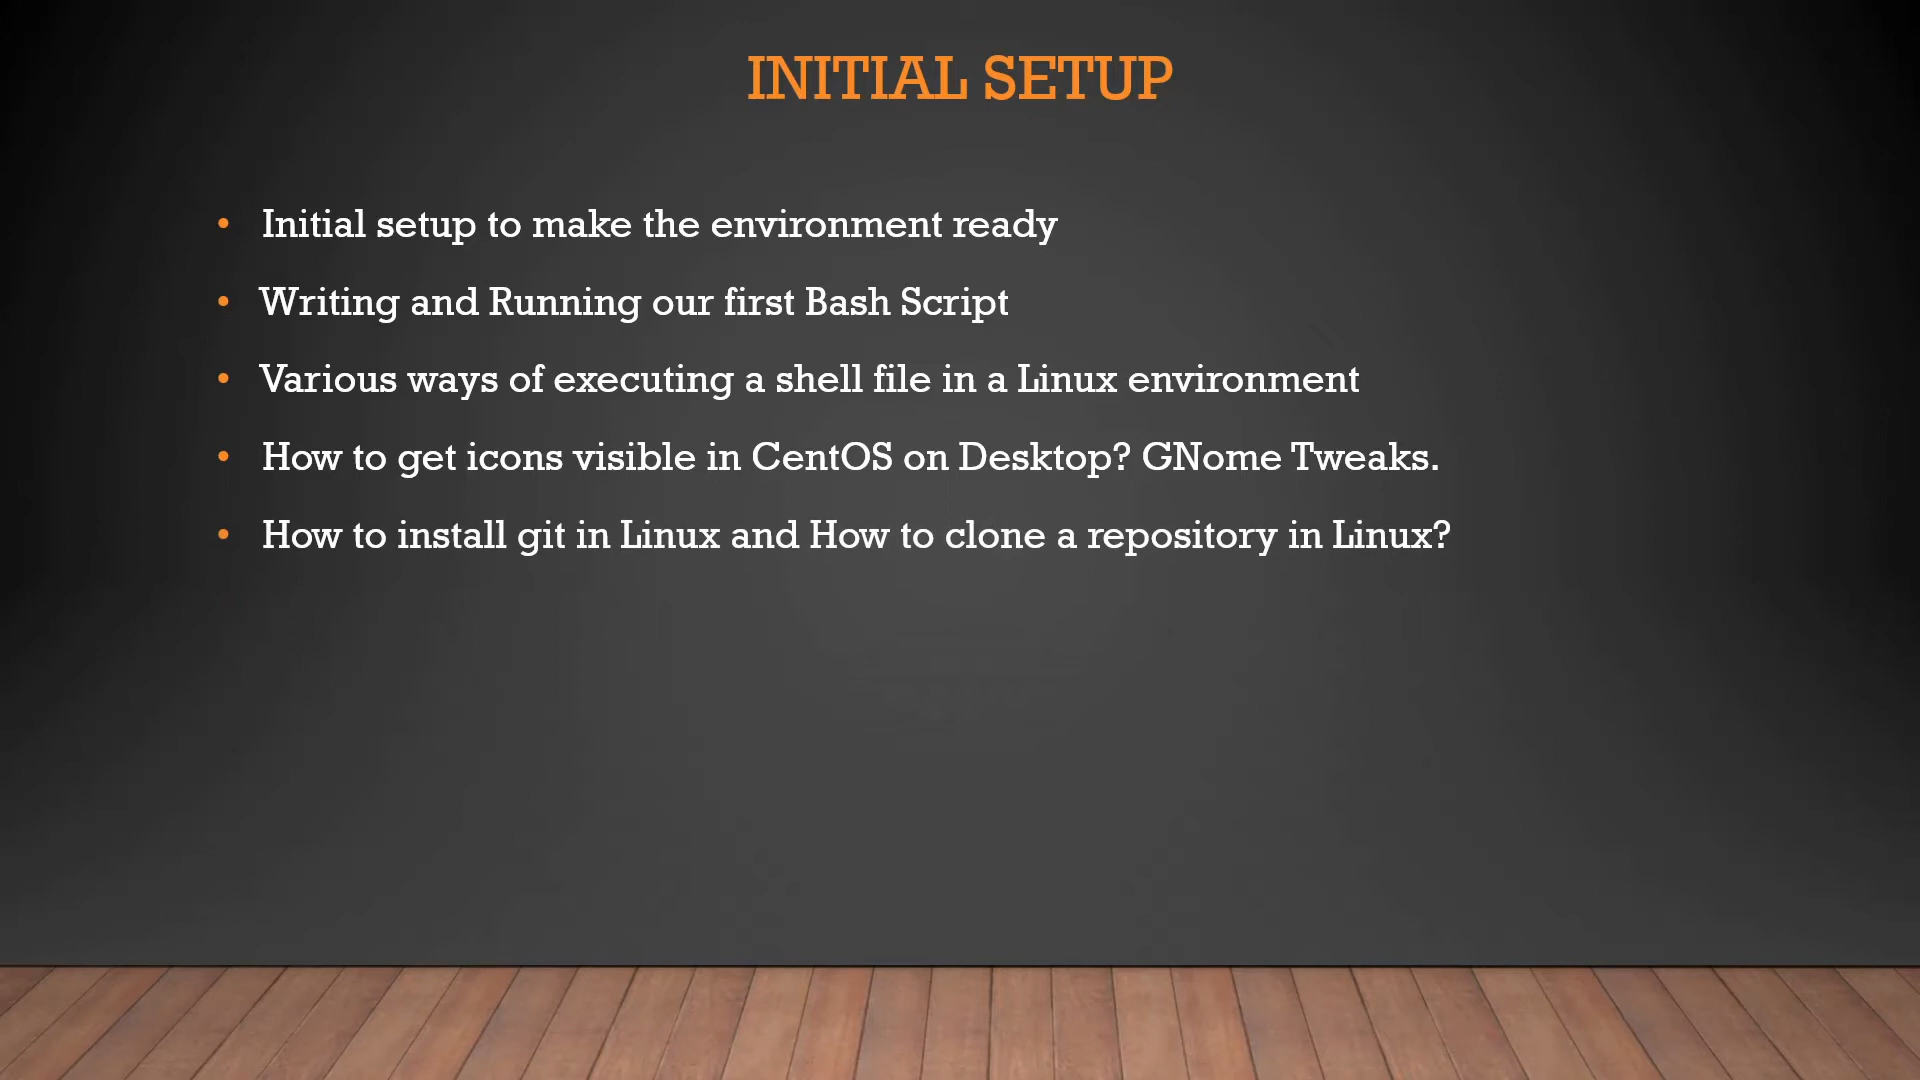 INITIAL SETUP
• Initial setup to make the environment ready
• Writing and Running our first Bash Script
• Various ways of executing a shell file in a Linux environment
• How to get icons visible in CentOS on Desktop? GNome Tweaks.
• How to install git in Linux and How to clone a repository in Linux?